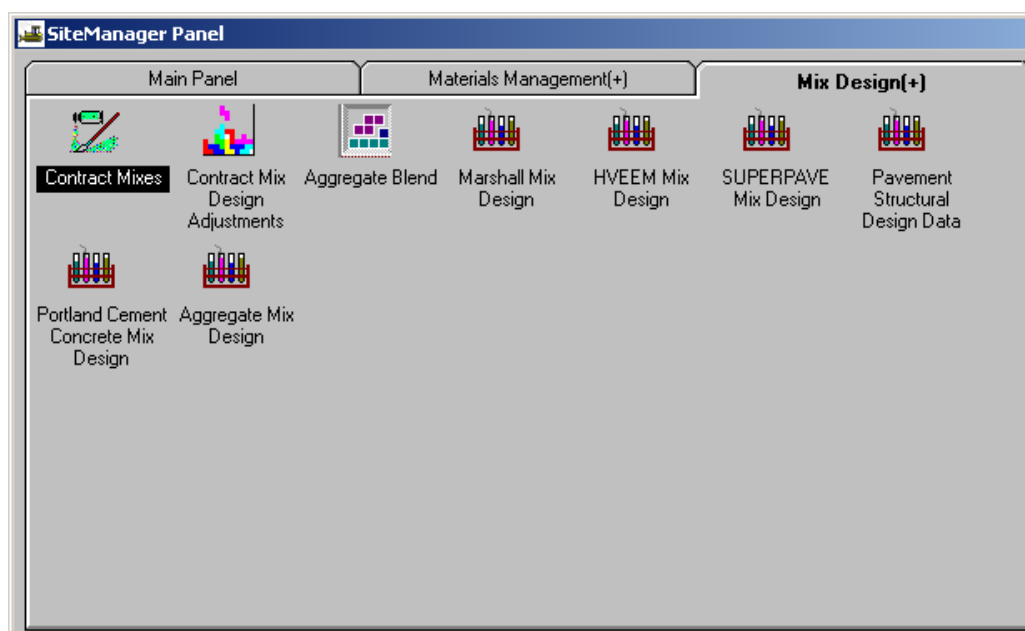 SiteManager Panel
Main Panel
Materials Management(+)
Mix Design(+)
Contract Mixes
Contract Mix
Design
Adjustments
Aggregate Blend
Marshall Mix
Design
HVEEM Mix
Design
SUPERPAVE
Mix Design
Pavement
Structural
Design Data
Portland Cement
Concrete Mix
Design
Aggregate Mix
Design